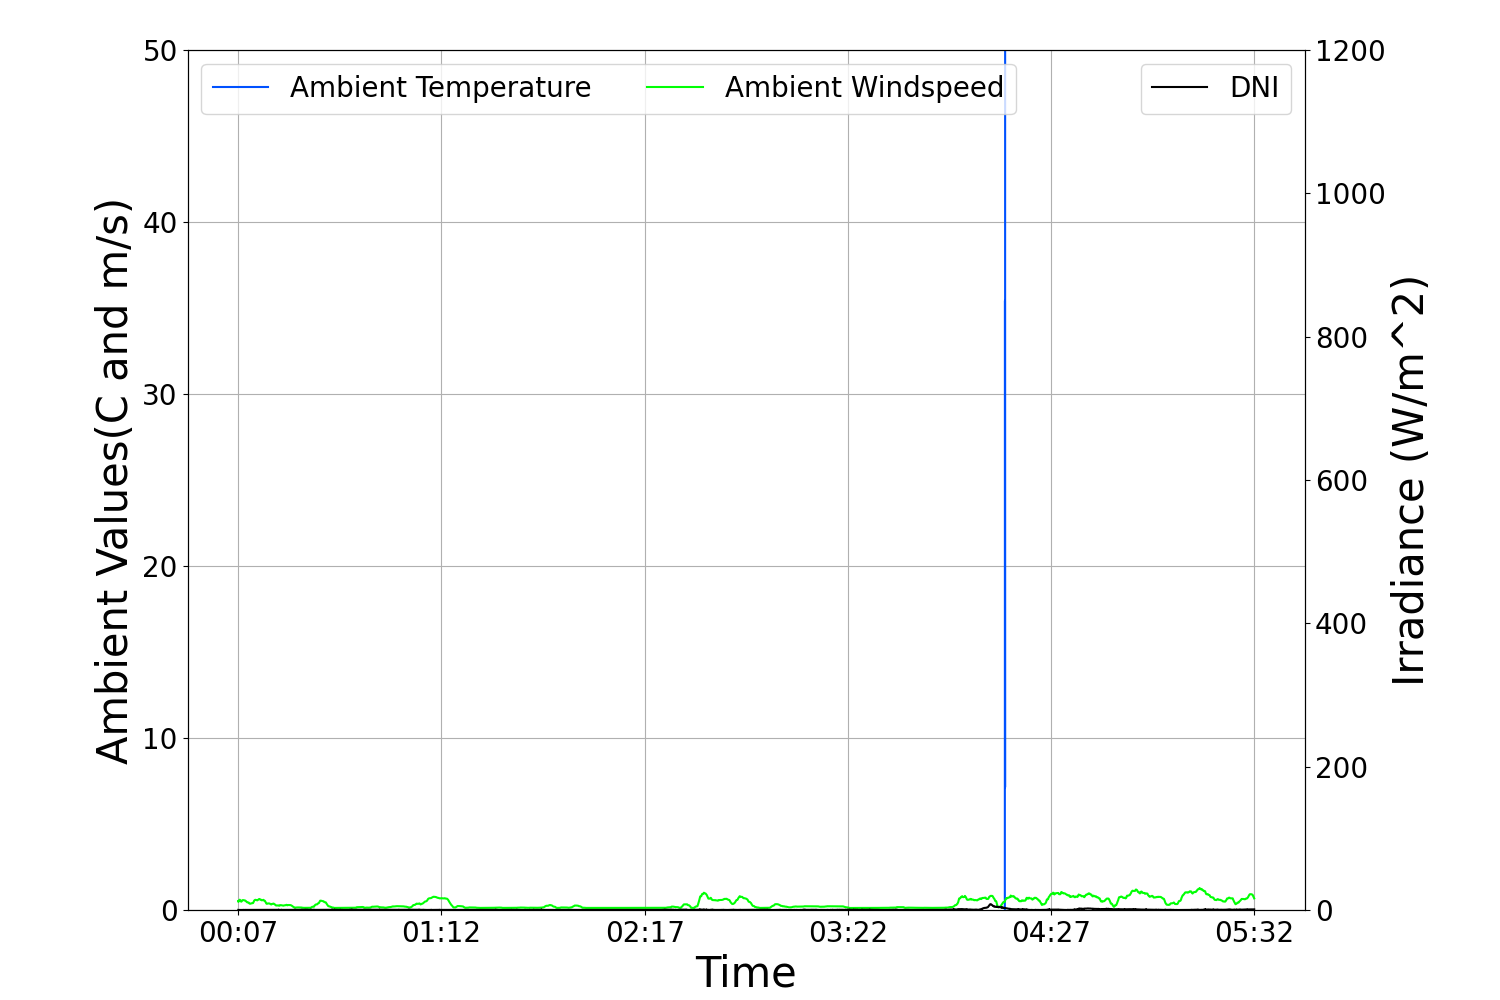 Ambient Temperature Ambient Windspeed DNI
Ambient Values(C and m/s)
50
40
30
20
10
0
1200
1000
800
600
400
200
0
Irradiance (W/m^2)
00:07 01:12 02:17 03:22 04:27 05:32
Time